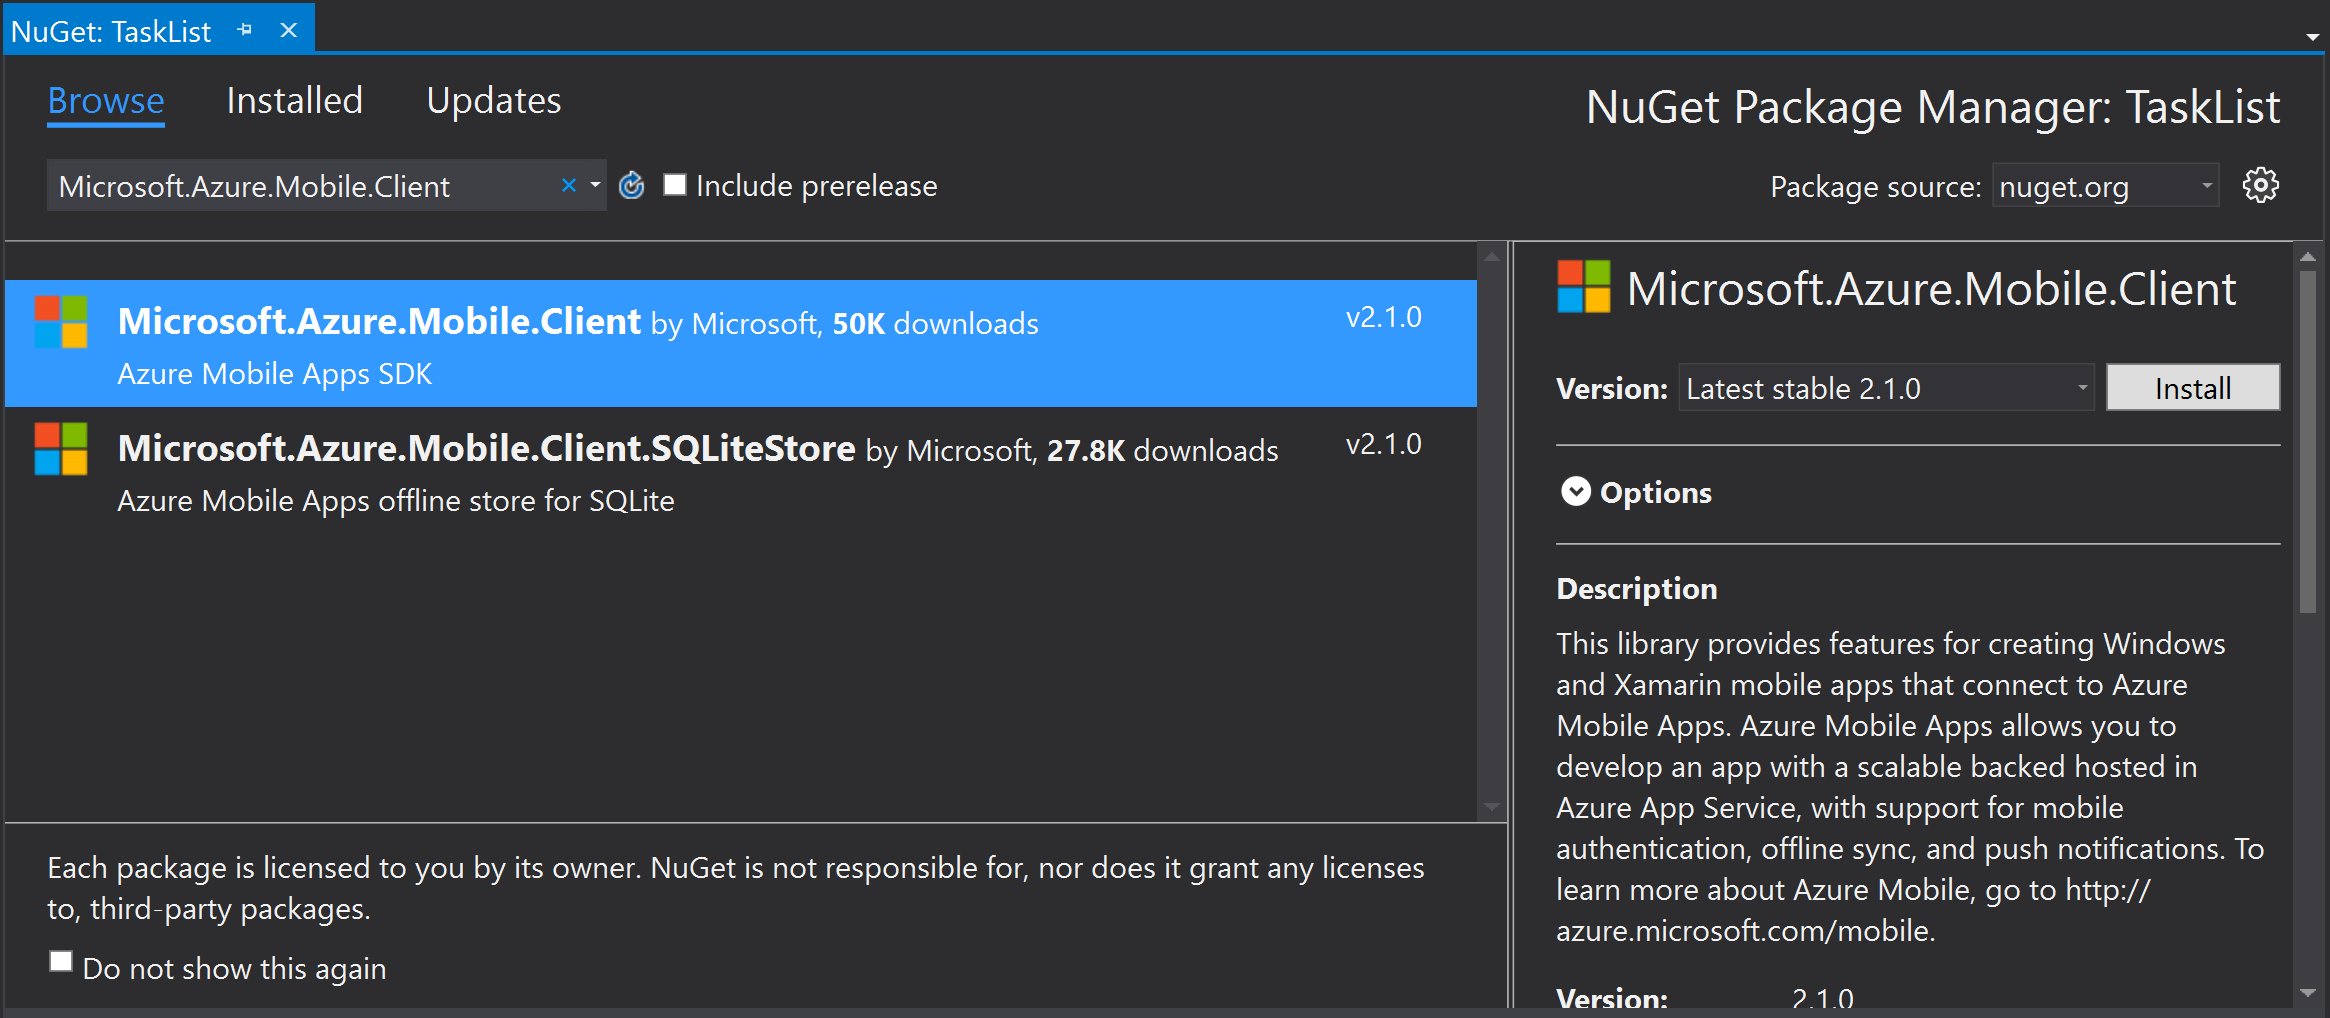 NuGet: TaskList
Browse Installed Updates
NuGet Package Manager: TaskList
Microsoft.Azure.Mobile.Client
Include prerelease
Package source: nuget.org
Microsoft.Azure.Mobile.Client by Microsoft, 50K downloads v2.1.0
Azure Mobile Apps SDK
Microsoft.Azure.Mobile.Client.SQLiteStore by Microsoft, 27.8K downloads v2.1.0
Azure Mobile Apps offline store for SQLite
Each package is licensed to you by its owner. NuGet is not responsible for, nor does it grant any licenses
to, third-party packages.
Do not show this again
Microsoft.Azure.Mobile.Client
Version: Latest stable 2.1.0 Install
Options
Description
This library provides features for creating Windows
and Xamarin mobile apps that connect to Azure
Mobile Apps. Azure Mobile Apps allows you to
develop an app with a scalable backed hosted in
Azure App Service, with support for mobile
authentication, offline sync, and push notifications. To
learn more about Azure Mobile, go to http://
azure.microsoft.com/mobile.
Version: 2.1.0